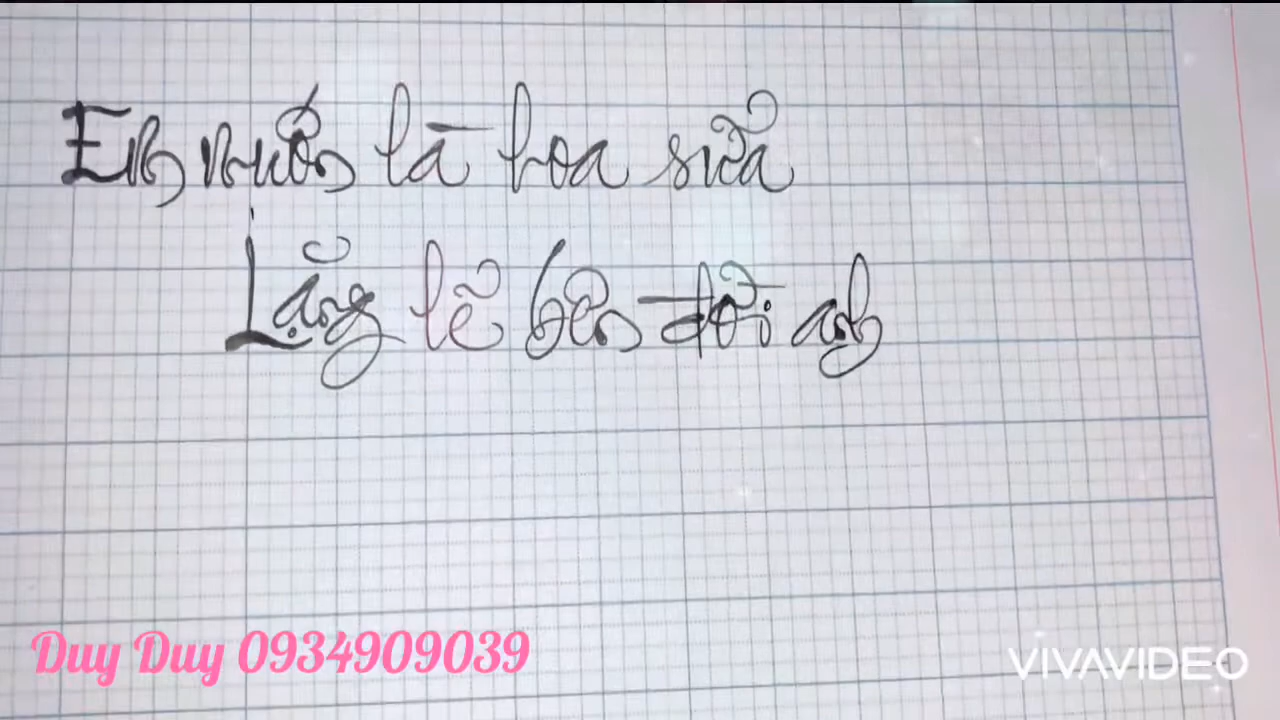 Em muốn là hoa sữa
Lặng lẽ bên đời anh
Duy Duy 0934909039
VIVAVIDEO